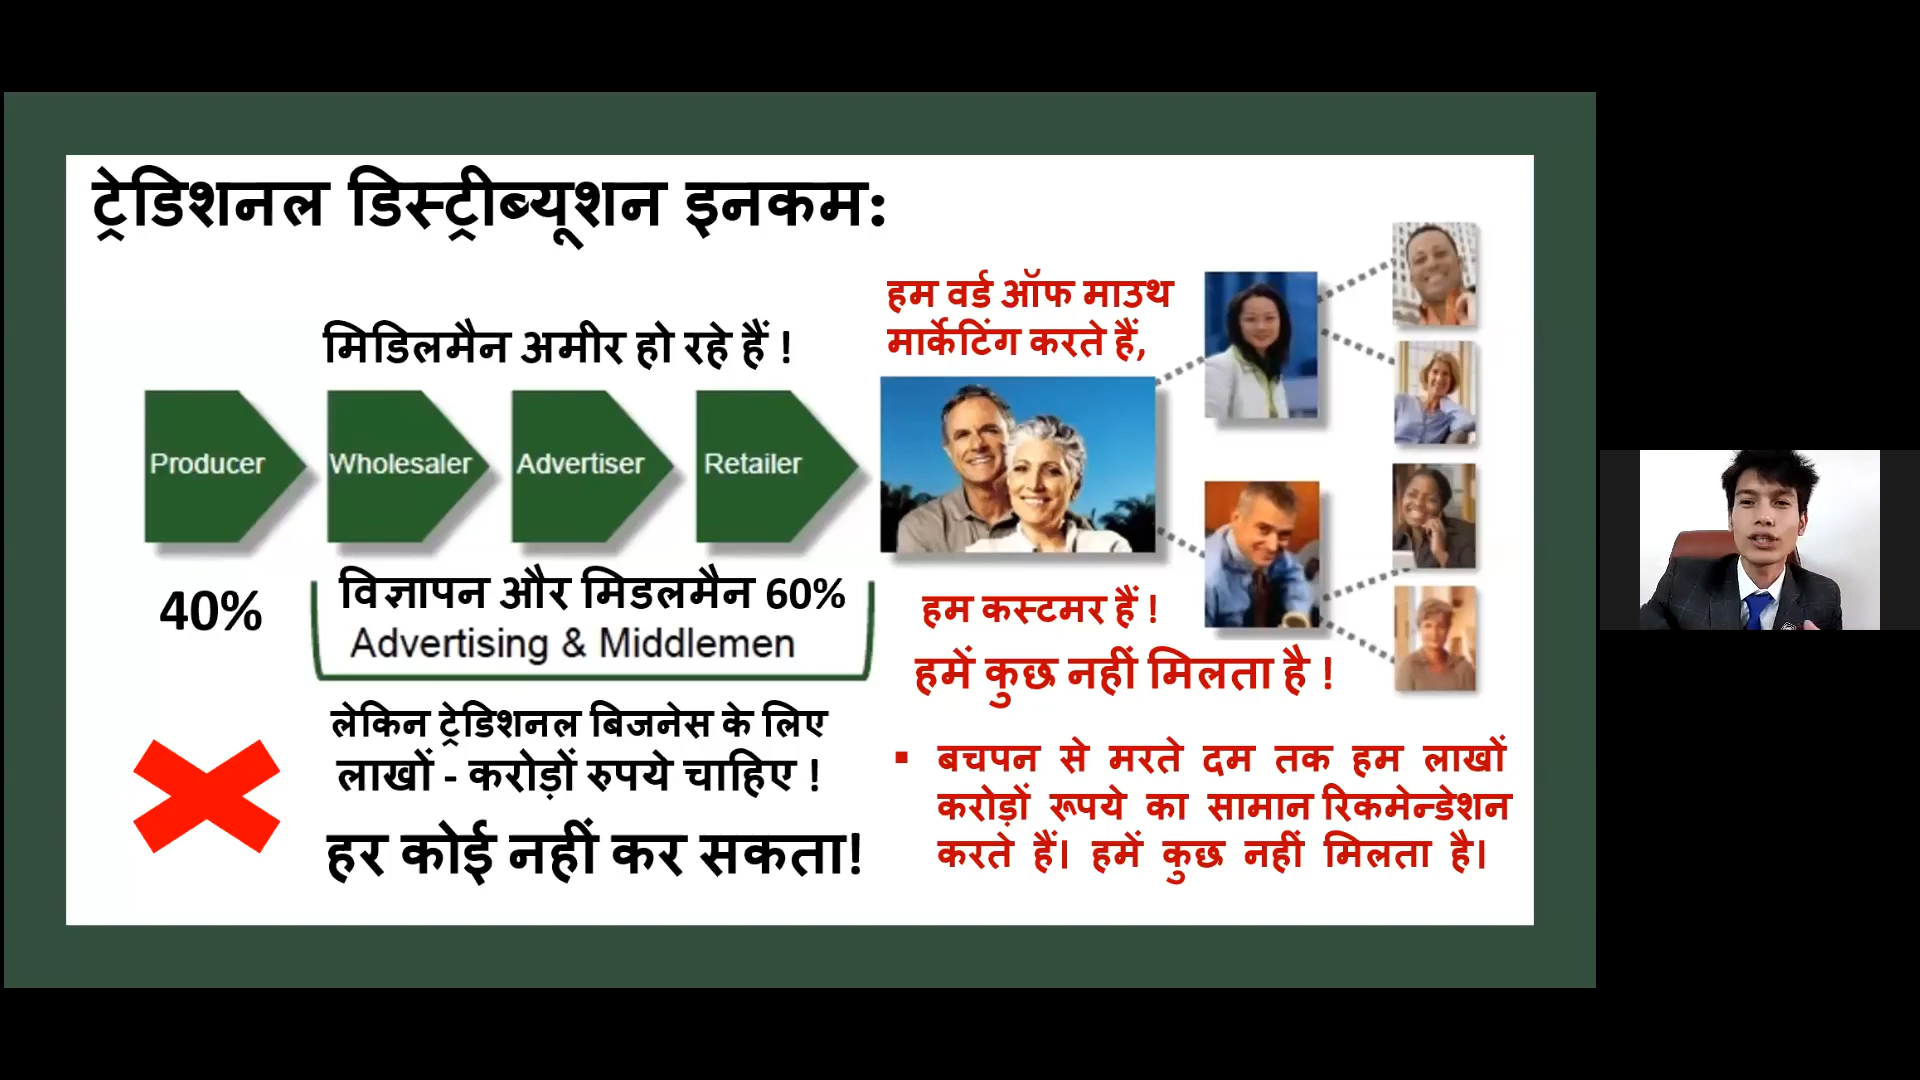 ट्रेडिशनल डिस्ट्रीब्यूशन इनकम:
मिडिलमैन अमीर हो रहे हैं !
Producer
Wholesaler
Advertiser
Retailer
40%
विज्ञापन और मिडलमैन 60%
Advertising & Middlemen
लेकिन ट्रेडिशनल बिजनेस के लिए
लाखों - करोड़ों रुपये चाहिए !
हर कोई नहीं कर सकता!
हम वर्ड ऑफ माउथ
मार्केटिंग करते हैं,
हम कस्टमर हैं !
हमें कुछ नहीं मिलता है !
▪ बचपन से मरते दम तक हम लाखों
करोड़ों रूपये का सामान रिकमेन्डेशन
करते हैं। हमें कुछ नहीं मिलता है।